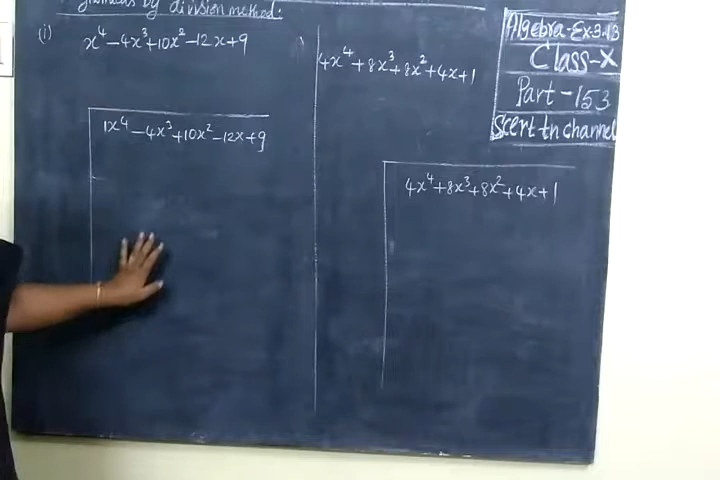 by division method:
(i)
x⁴-4x³+10x²-12x+9
1x⁴-4x³+10x²-12x+9
4x⁴+8x³+8x²+4x+1
4x⁴+8x³+8x²+4x+1
Algebra-Ex.3.13
Class-X
Part-153
Scert tn channel